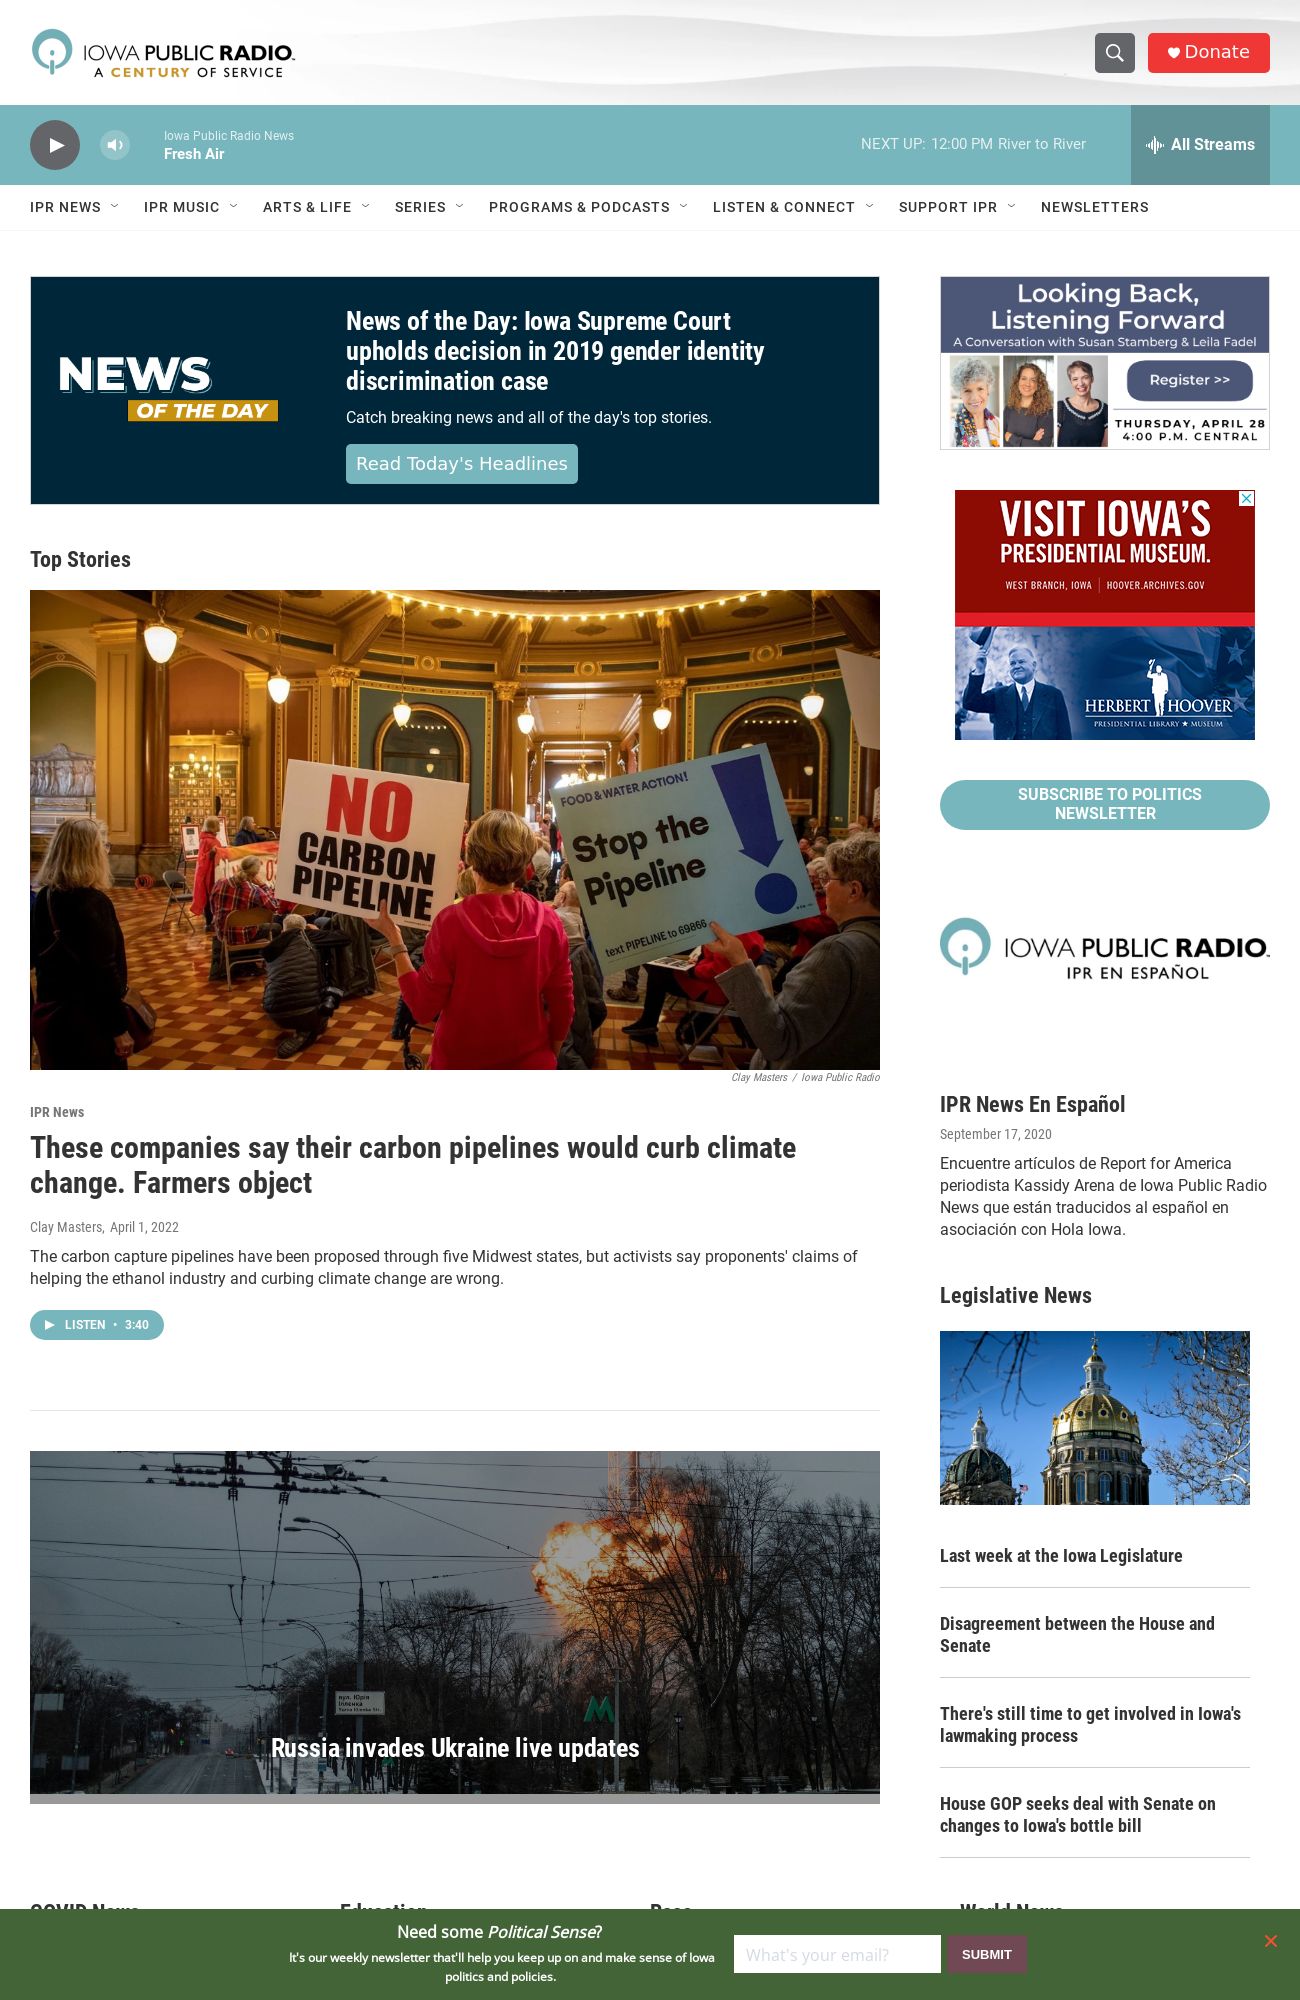 IOWA PUBLIC RADIO.
A CENTURY OF SERVICE
Donate
Iowa Public Radio News
Fresh Air
NEXT UP: 12:00 PM River to River
All Streams
IPR NEWS
IPR MUSIC
ARTS & LIFE
SERIES
PROGRAMS & PODCASTS
LISTEN & CONNECT
SUPPORT IPR
NEWSLETTERS
NEWS
OF THE DAY
News of the Day: Iowa Supreme Court
upholds decision in 2019 gender identity
discrimination case
Catch breaking news and all of the day's top stories.
Read Today's Headlines
Top Stories
NO
CARBON
PIPELINE
FOOD & WATER ACTION!
Stop the
Pipeline
text PIPELINE to 69866
Clay Masters / Iowa Public Radio
IPR News
These companies say their carbon pipelines would curb climate
change. Farmers object
Clay Masters, April 1, 2022
The carbon capture pipelines have been proposed through five Midwest states, but activists say proponents' claims of
helping the ethanol industry and curbing climate change are wrong.
LISTEN • 3:40
Russia invades Ukraine live updates
Looking Back,
Listening Forward
A Conversation with Susan Stamberg & Leila Fadel
Register >>
THURSDAY, APRIL 28
4:00 P.M. CENTRAL
VISIT IOWA'S
PRESIDENTIAL MUSEUM.
WEST BRANCH, IOWA | HOOVER.ARCHIVES.GOV
HERBERT HOOVER
PRESIDENTIAL LIBRARY ★ MUSEUM
SUBSCRIBE TO POLITICS
NEWSLETTER
IOWA PUBLIC RADIO.
IPR EN ESPAÑOL
IPR News En Español
September 17, 2020
Encuentre artículos de Report for America
periodista Kassidy Arena de Iowa Public Radio
News que están traducidos al español en
asociación con Hola Iowa.
Legislative News
Last week at the Iowa Legislature
Disagreement between the House and
Senate
There's still time to get involved in Iowa's
lawmaking process
House GOP seeks deal with Senate on
changes to Iowa's bottle bill
COVID News
Education
Race
World News
Need some Political Sense?
It's our weekly newsletter that'll help you keep up on and make sense of Iowa
politics and policies.
What's your email?
SUBMIT